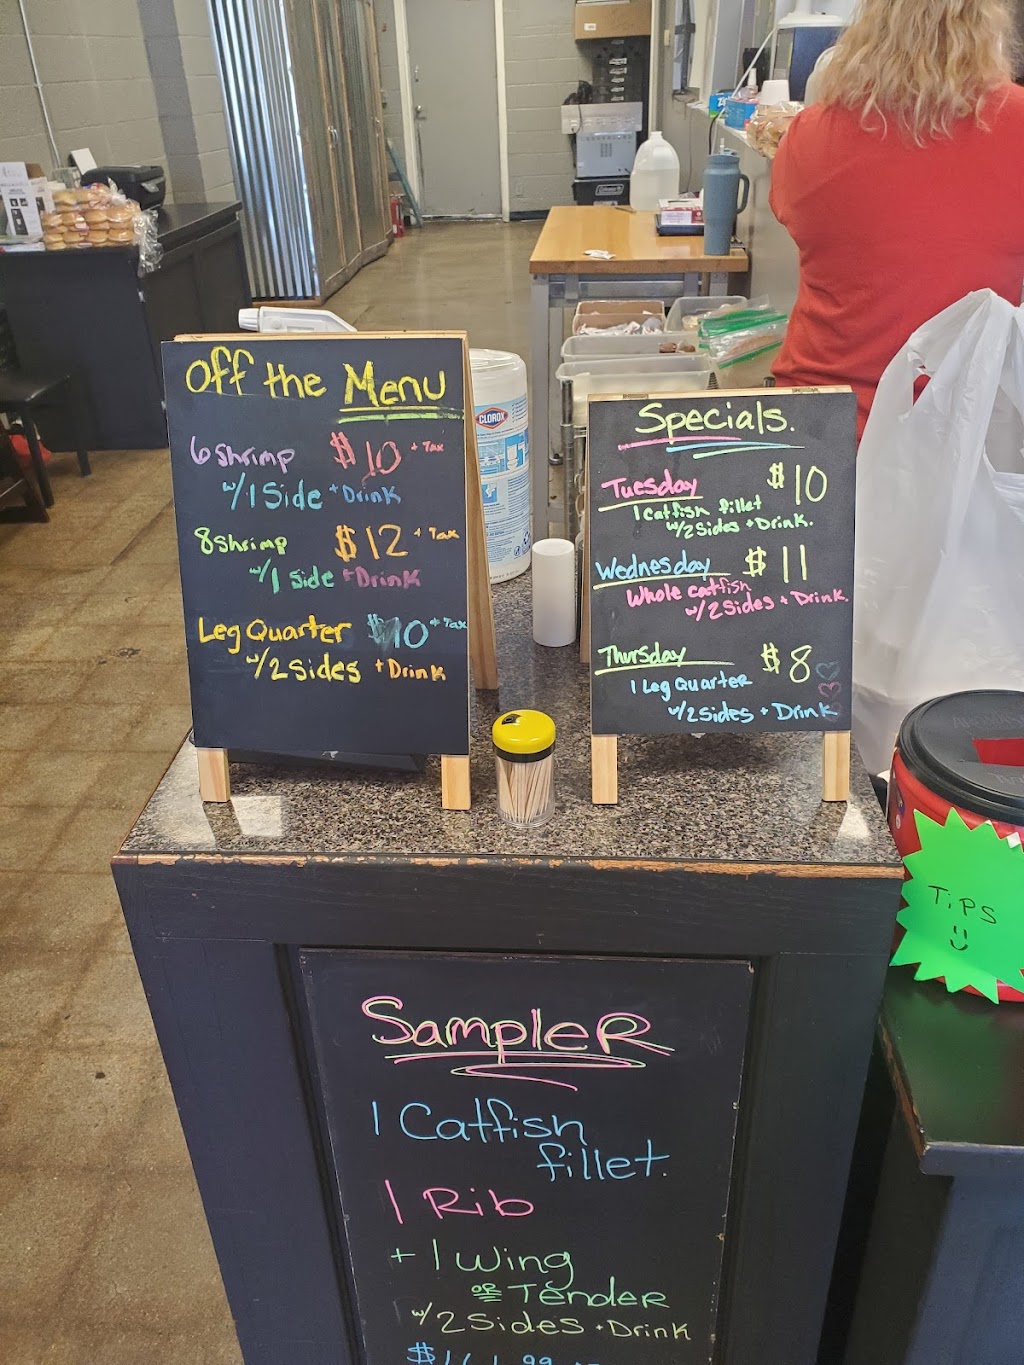 Off the Menu
6 Shrimp $10 + Tax
w/ 1 Side + Drink
8 Shrimp $12 + Tax
w/ 1 side + Drink
Leg Quarter $10 + Tax
w/ 2 Sides + Drink
CLOROX
Specials.
Tuesday $10
1 Catfish fillet
w/ 2 Sides + Drink.
Wednesday $11
Whole catfish
w/ 2 Sides + Drink.
Thursday $8
1 Leg Quarter
w/ 2 Sides + Drink
TiPS
Sampler
1 Catfish
fillet.
1 Rib
+ 1 Wing
OR Tender
w/ 2 Sides + Drink